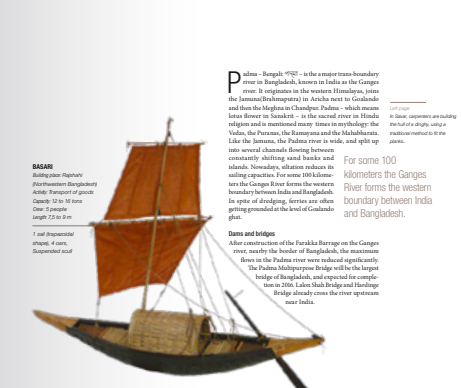 Padma – Bengali: পদ্মা – is the major trans-boundary
river in Bangladesh, known in India as the Ganges
river. It originates in the western Himalayas, joins
the Jamuna(Brahmaputra) in Aricha next to Goalando
and then the Meghna in Chandpur. Padma – which means
lotus flower in Sanskrit – is the sacred river in Hindu
religion and is mentioned many times in mythology: the
Vedas, the Puranas, the Ramayana and the Mahabharata.
Like the Jamuna, the Padma river is wide, and split up
into several channels flowing between
constantly shifting sand banks and
islands. Nowadays, siltation reduces its
sailing capacities. For some 100 kilome-
ters the Ganges River forms the western
boundary between India and Bangladesh.
In spite of dredging, ferries are often
getting grounded at the level of Goalando
ghat.
Dams and bridges
After construction of the Farakka Barrage on the Ganges
river, nearby the border of Bangladesh, the maximum
flows in the Padma river were reduced significantly.
The Padma Multipurpose Bridge will be the largest
bridge of Bangladesh, and expected for comple-
tion in 2016. Lalon Shah Bridge and Hardinge
Bridge already cross the river upstream
near India.
For some 100
kilometers the Ganges
River forms the western
boundary between India
and Bangladesh.
Left page:
In Savar, carpenters are building
the hull of a dinghy, using a
traditional method to fit the
planks.
BASARI
Building place: Rajshahi
(Northwestern Bangladesh)
Activity: Transport of goods
Capacity: 12 to 16 tons
Crew: 5 people
Length: 7,5 to 9 m
1 sail (trapezoidal
shape), 4 oars,
Suspended scull